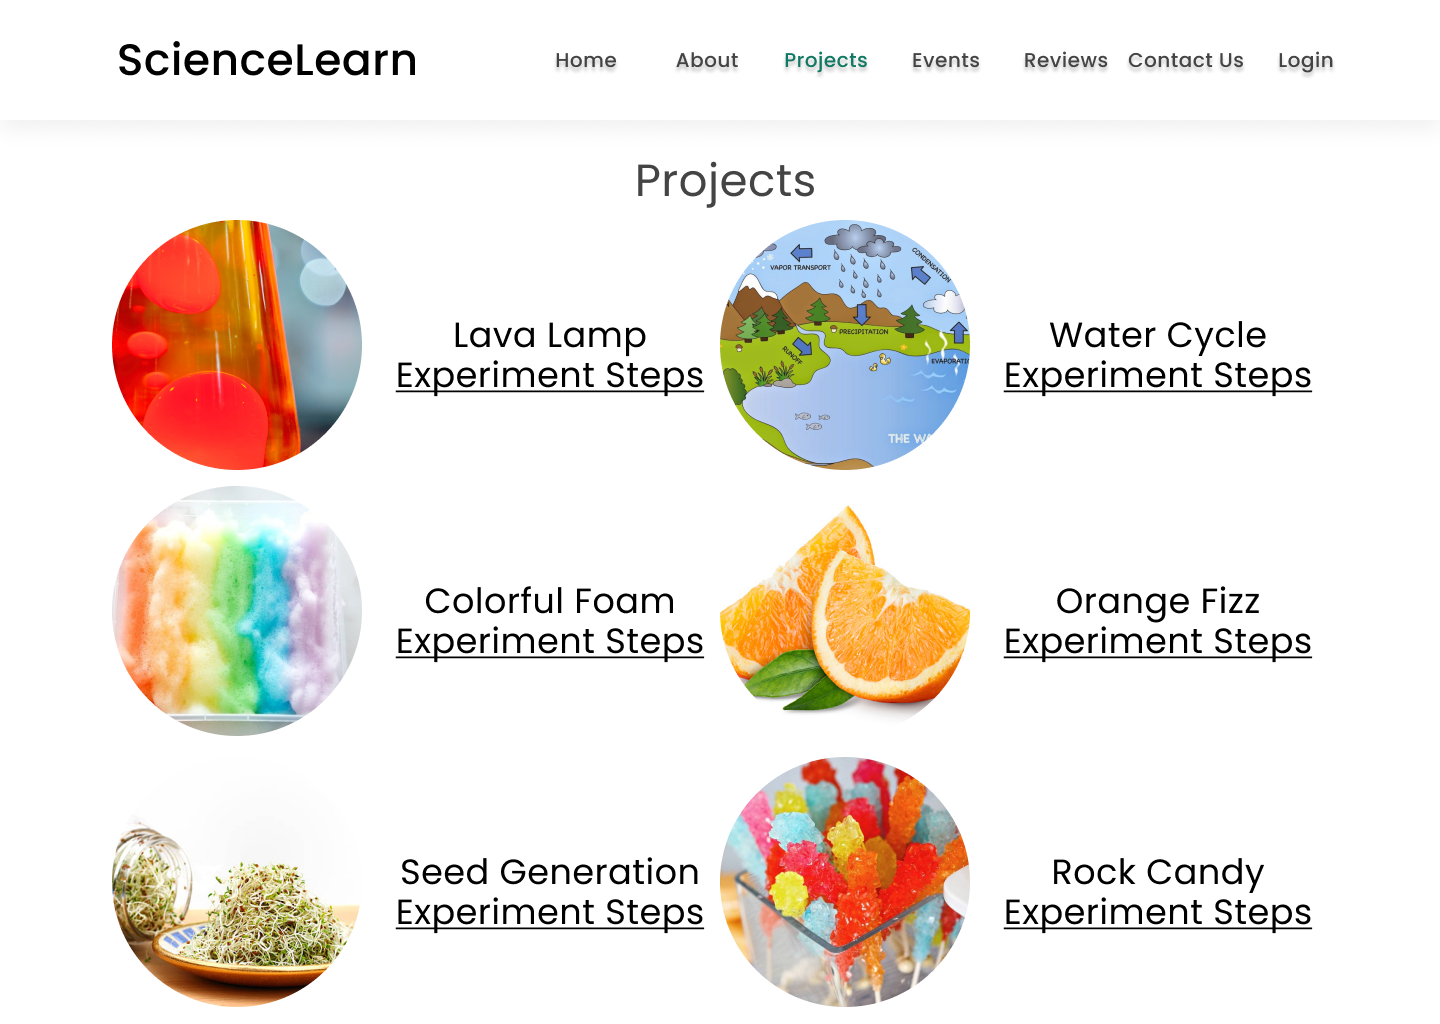 ScienceLearn
Home About Projects Events Reviews Contact Us Login
Projects
Lava Lamp
Experiment Steps
VAPOR TRANSPORT
CONDENSATION
PRECIPITATION
RUNOFF
EVAPORATIO
THE WA
Water Cycle
Experiment Steps
Colorful Foam
Experiment Steps
Orange Fizz
Experiment Steps
Seed Generation
Experiment Steps
Rock Candy
Experiment Steps